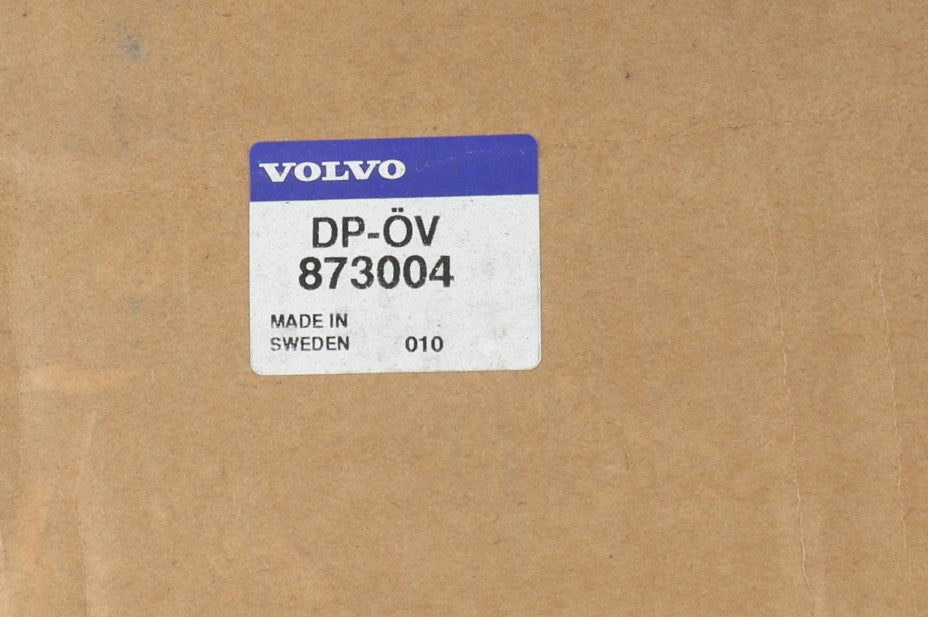 VOLVO
DP-ÖV
873004
MADE IN
SWEDEN 010